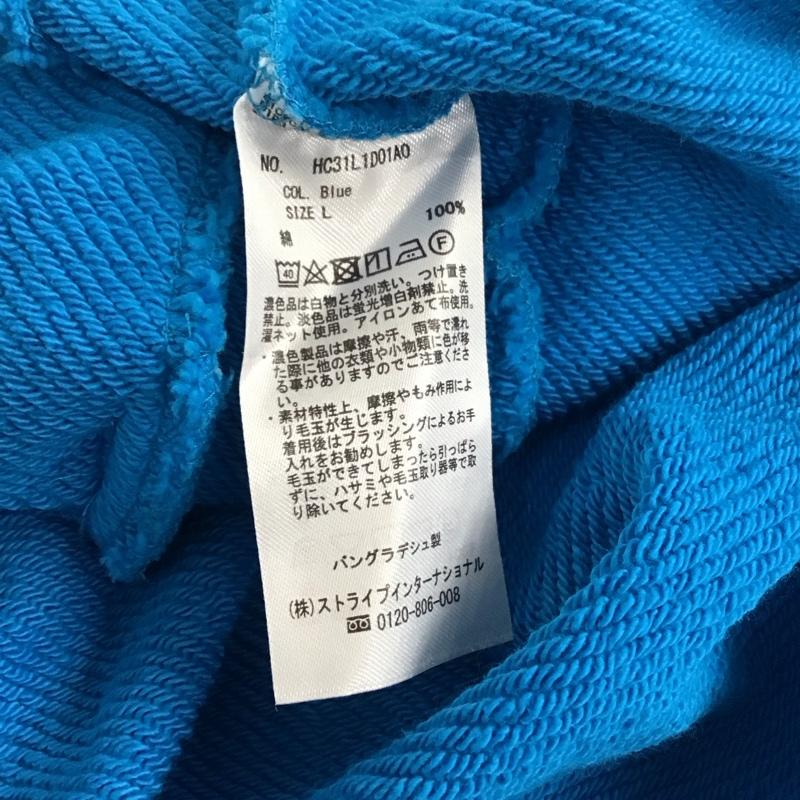 NO. HC31L1D01A0
COL. Blue
SIZE L
100%
綿
40 F
濃色品は白物と分別洗い。つけ置き
禁止。淡色品は蛍光増白剤禁止。洗
濯ネット使用。アイロンあて布使用。
・濃色製品は摩擦や汗、雨等で濡れ
た際に他の衣類や小物類に色が移
る事がありますのでご注意くださ
い。
・素材特性上、摩擦やもみ作用によ
り毛玉が生じます。
着用後はブラッシングによるお手
入れをお勧めします。
毛玉ができてしまったら引っぱら
ずに、ハサミや毛玉取り器等で取
り除いてください。
バングラデシュ製
(株)ストライプインターナショナル
0120-806-008